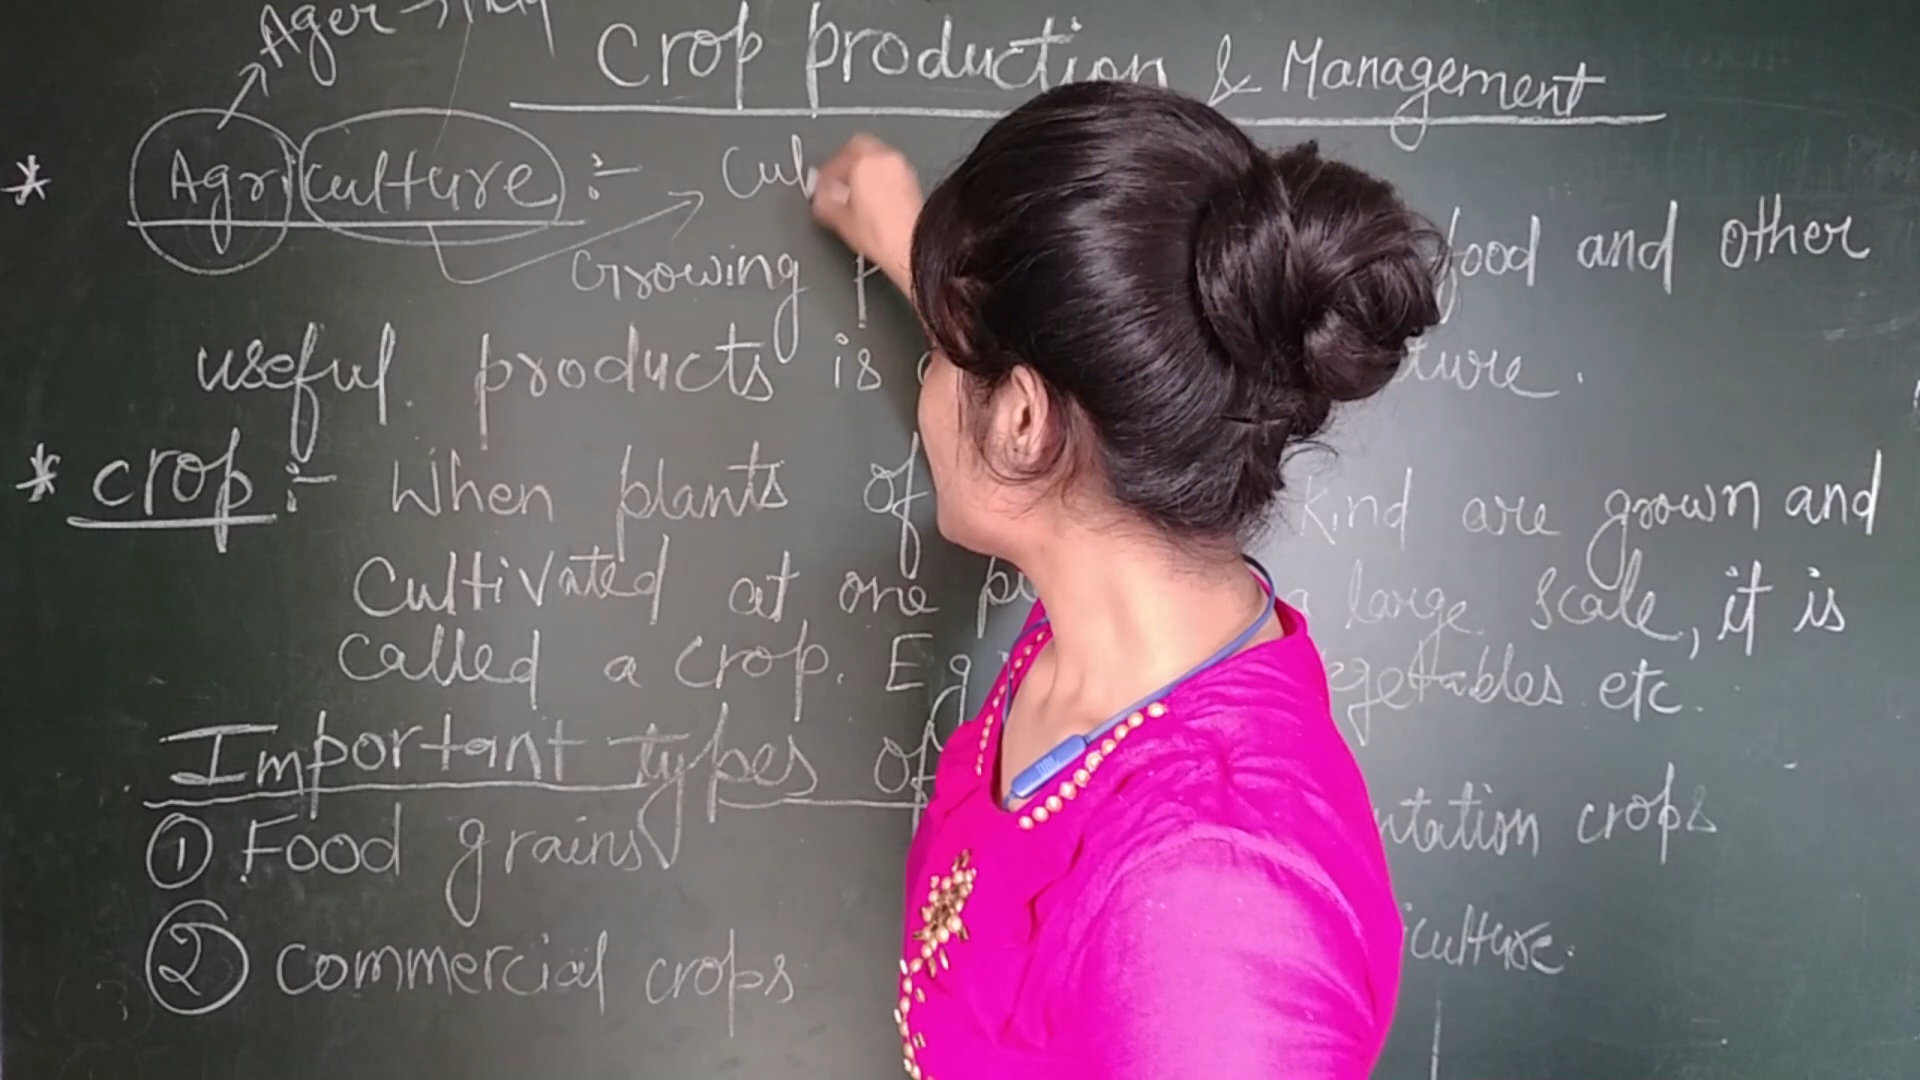 Ager →
Crop production & Management
* Agriculture :- Cul
Growing food and other
useful products is ture.
* Crop :- When plants of kind are grown and
Cultivated at one a large scale, it is
called a crop. Eg egetables etc.
Important types of
① Food grains ntation crops
② Commercial crops iculture.